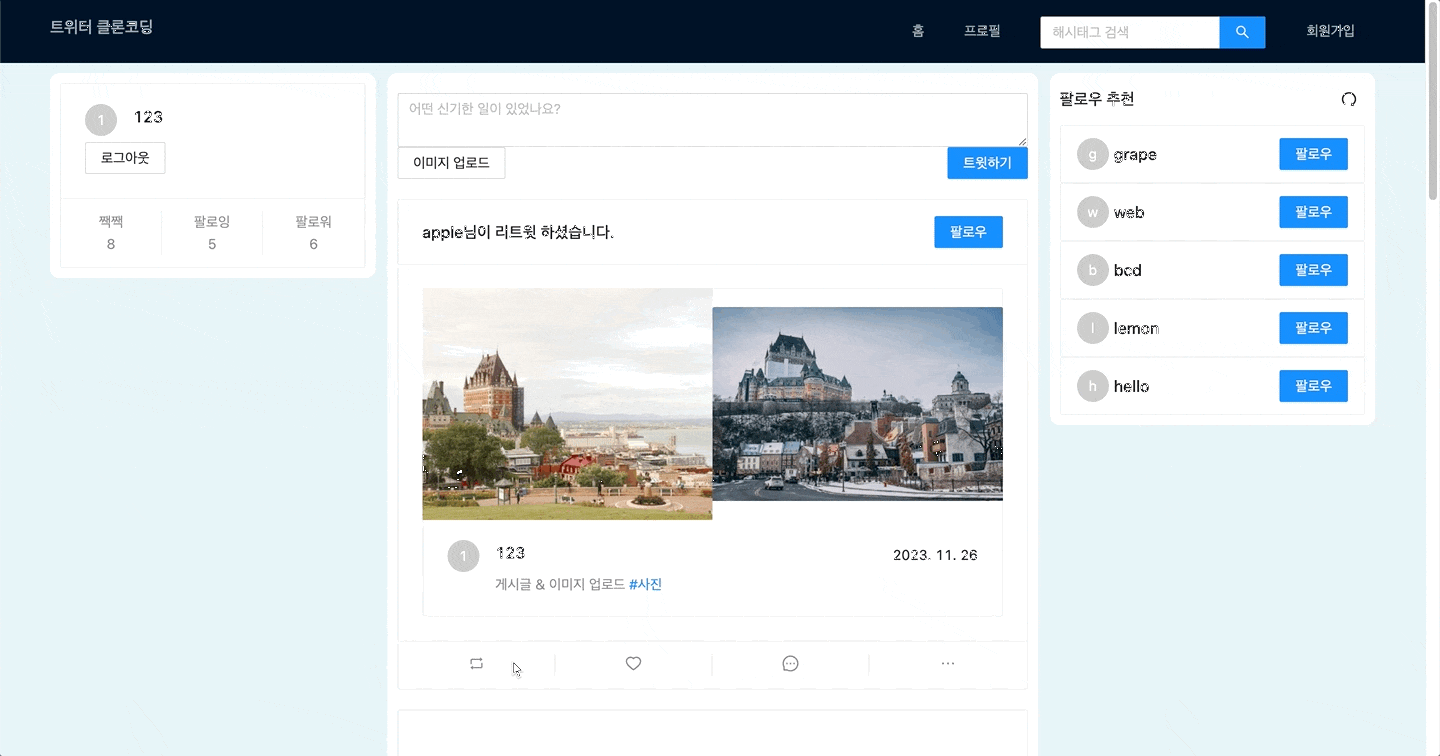 트위터 클론코딩
홈
프로필
해시태그 검색
회원가입
1
123
로그아웃
짹짹
8
팔로잉
5
팔로워
6
어떤 신기한 일이 있었나요?
이미지 업로드
트윗하기
apple님이 리트윗 하셨습니다.
팔로우
1
123
2023. 11. 26
게시글 & 이미지 업로드 #사진
팔로우 추천
g grape 팔로우
w web 팔로우
b bcd 팔로우
l lemon 팔로우
h hello 팔로우